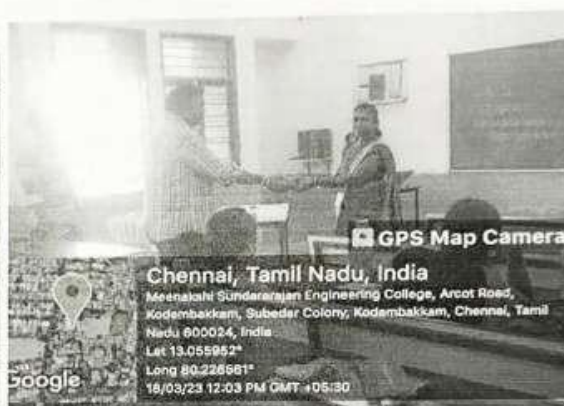 GPS Map Camera
Chennai, Tamil Nadu, India
Meenakshi Sundararajan Engineering College, Arcot Road,
Kodambakkam, Subedar Colony, Kodambakkam, Chennai, Tamil
Nadu 600024, India
Lat 13.055952°
Long 80.226561°
18/03/23 12:03 PM GMT +05:30
Google